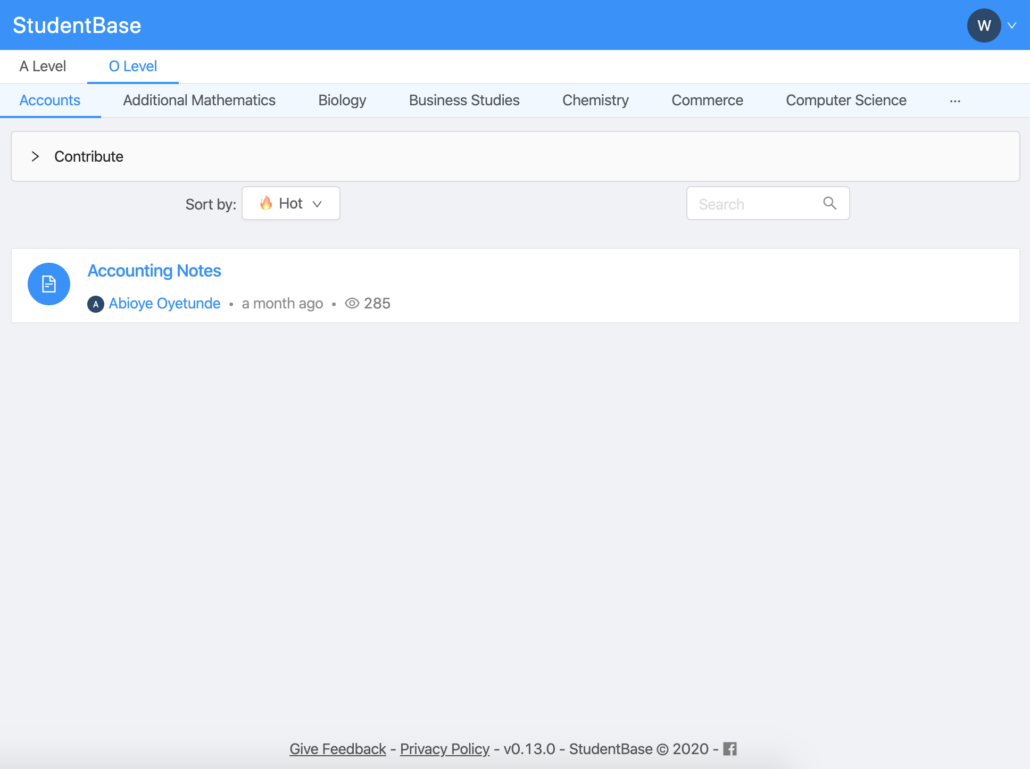 StudentBase
W
A Level O Level
Accounts Additional Mathematics Biology Business Studies Chemistry Commerce Computer Science ...
Contribute
Sort by: Hot Search
Accounting Notes
A Abioye Oyetunde • a month ago • 285
Give Feedback - Privacy Policy - v0.13.0 - StudentBase © 2020 -